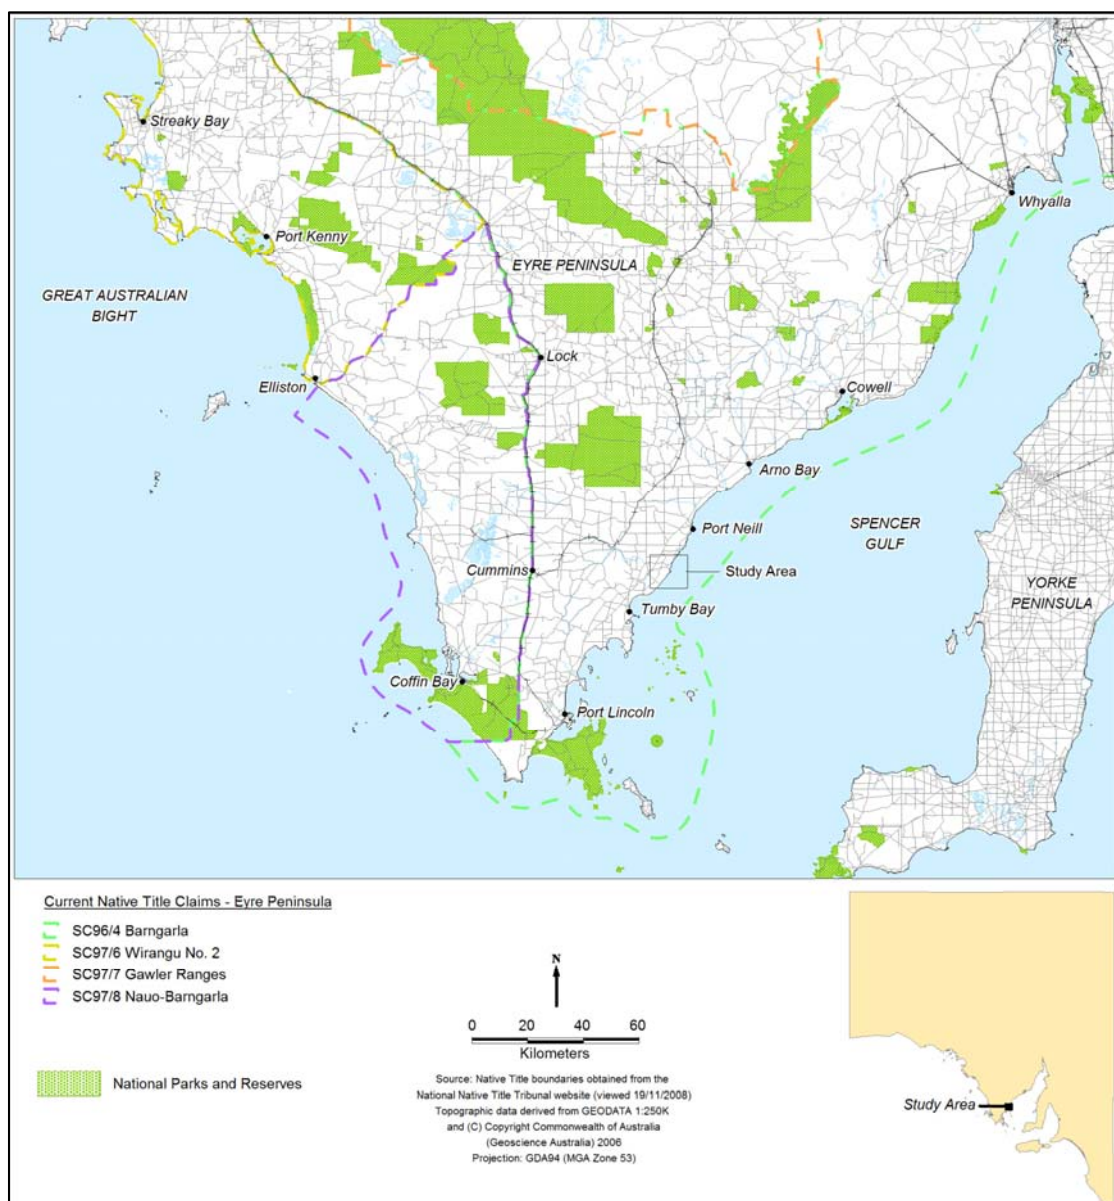 Streaky Bay
Port Kenny
GREAT AUSTRALIAN
BIGHT
EYRE PENINSULA
Whyalla
Elliston
Lock
Cowell
Arno Bay
Port Neill
SPENCER
GULF
Cummins
Study Area
YORKE
PENINSULA
Tumby Bay
Coffin Bay
Port Lincoln
Current Native Title Claims - Eyre Peninsula
SC96/4 Barngarla
SC97/6 Wirangu No. 2
SC97/7 Gawler Ranges
SC97/8 Nauo-Barngarla
National Parks and Reserves
N
0 20 40 60
Kilometers
Source: Native Title boundaries obtained from the
National Native Title Tribunal website (viewed 19/11/2008)
Topographic data derived from GEODATA 1:250K
and (C) Copyright Commonwealth of Australia
(Geoscience Australia) 2006
Projection: GDA94 (MGA Zone 53)
Study Area